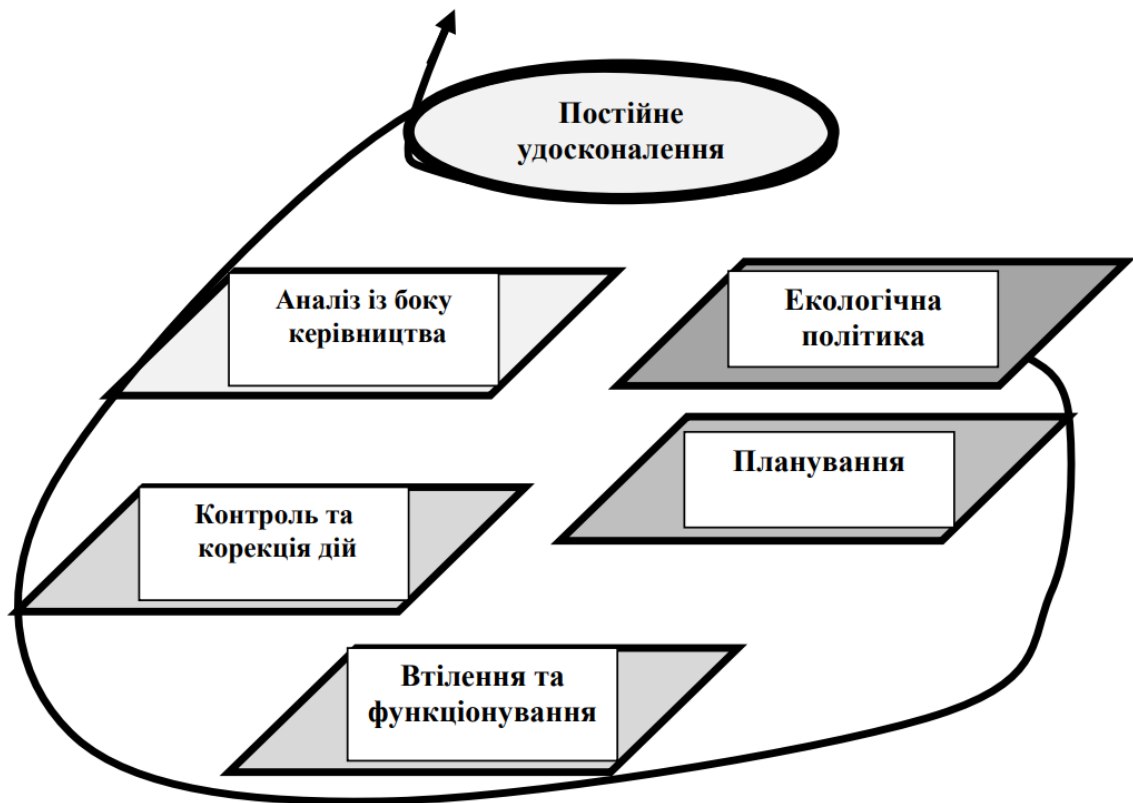 Постійне
удосконалення
Аналіз із боку
керівництва
Екологічна
політика
Планування
Контроль та
корекція дій
Втілення та
функціонування